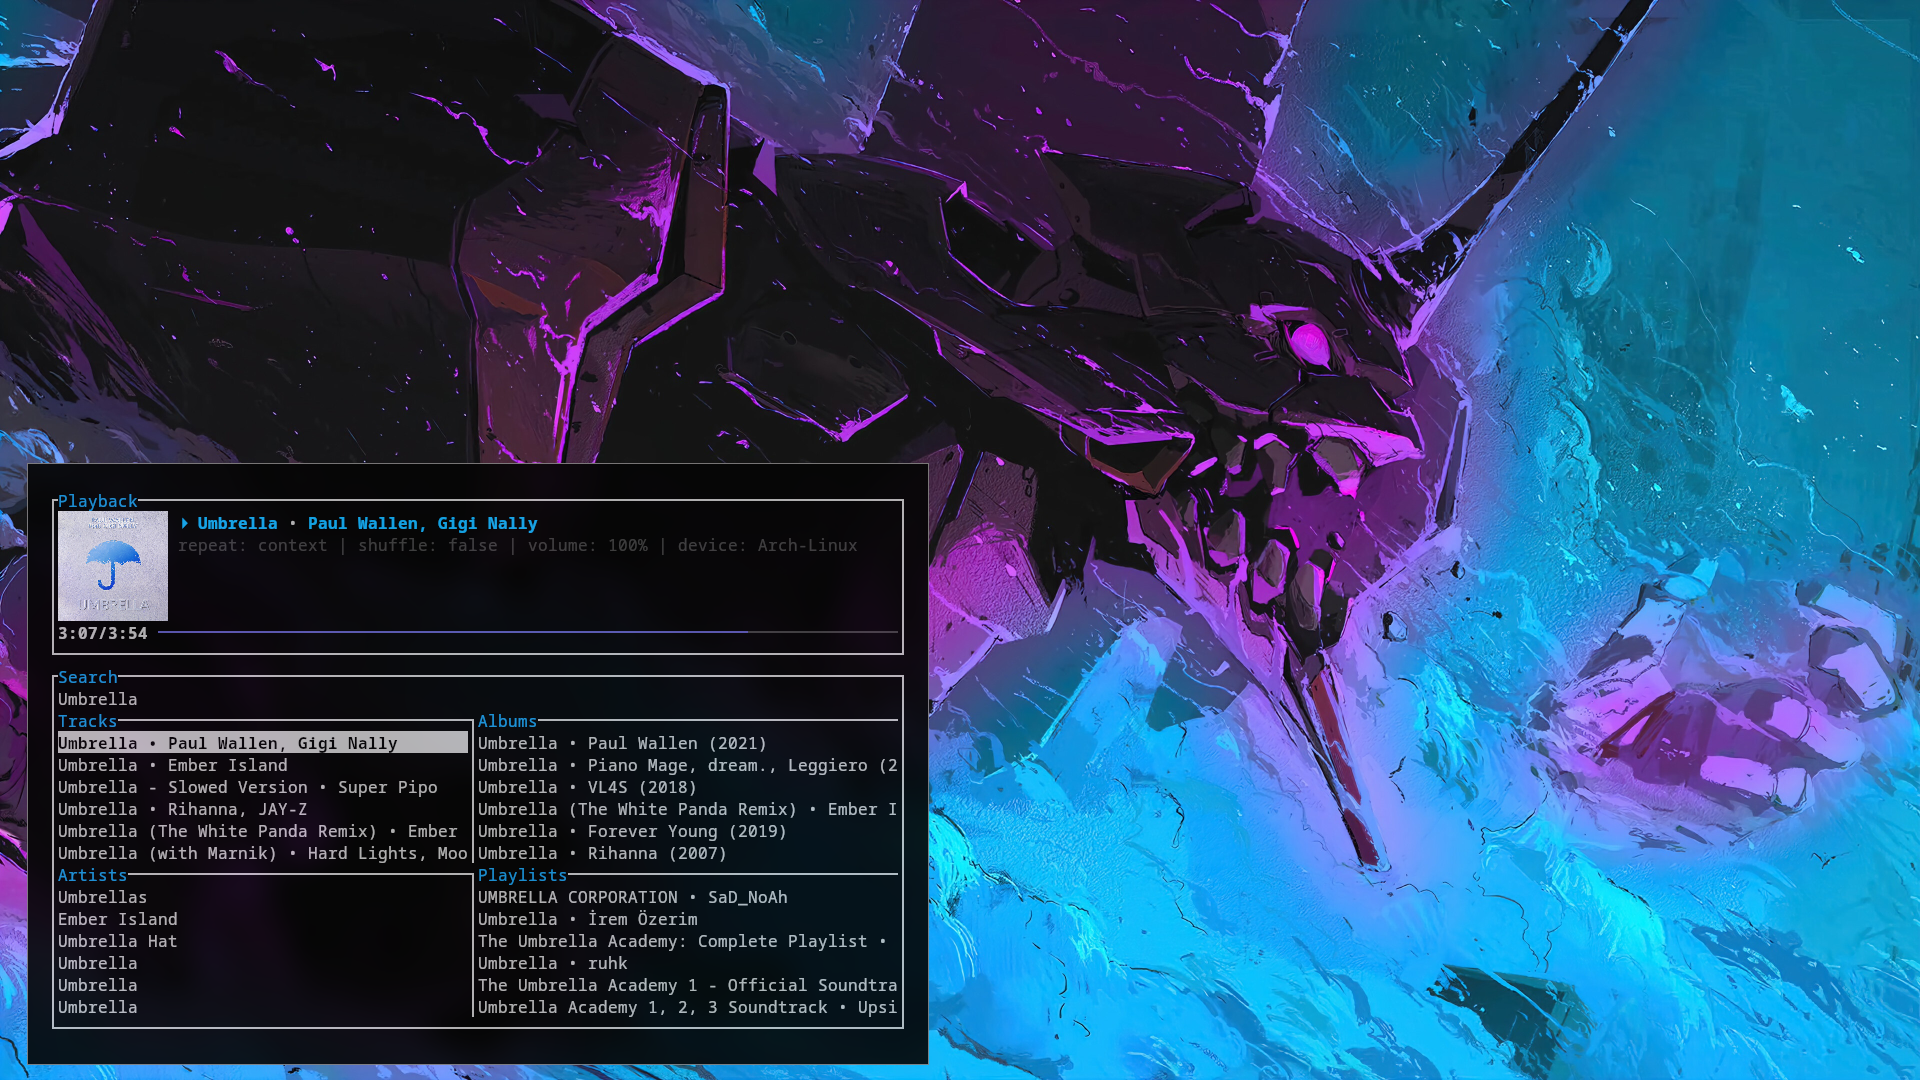 Playback
UMBRELLA
Umbrella • Paul Wallen, Gigi Nally
repeat: context | shuffle: false | volume: 100% | device: Arch-Linux
3:07/3:54
Search
Umbrella
Tracks
Umbrella • Paul Wallen, Gigi Nally
Umbrella • Ember Island
Umbrella - Slowed Version • Super Pipo
Umbrella • Rihanna, JAY-Z
Umbrella (The White Panda Remix) • Ember
Umbrella (with Marnik) • Hard Lights, Moo
Albums
Umbrella • Paul Wallen (2021)
Umbrella • Piano Mage, dream., Leggiero (2
Umbrella • VL4S (2018)
Umbrella (The White Panda Remix) • Ember I
Umbrella • Forever Young (2019)
Umbrella • Rihanna (2007)
Artists
Umbrellas
Ember Island
Umbrella Hat
Umbrella
Umbrella
Umbrella
Playlists
UMBRELLA CORPORATION • SaD_NoAh
Umbrella • İrem Özerim
The Umbrella Academy: Complete Playlist •
Umbrella • ruhk
The Umbrella Academy 1 - Official Soundtra
Umbrella Academy 1, 2, 3 Soundtrack • Upsi